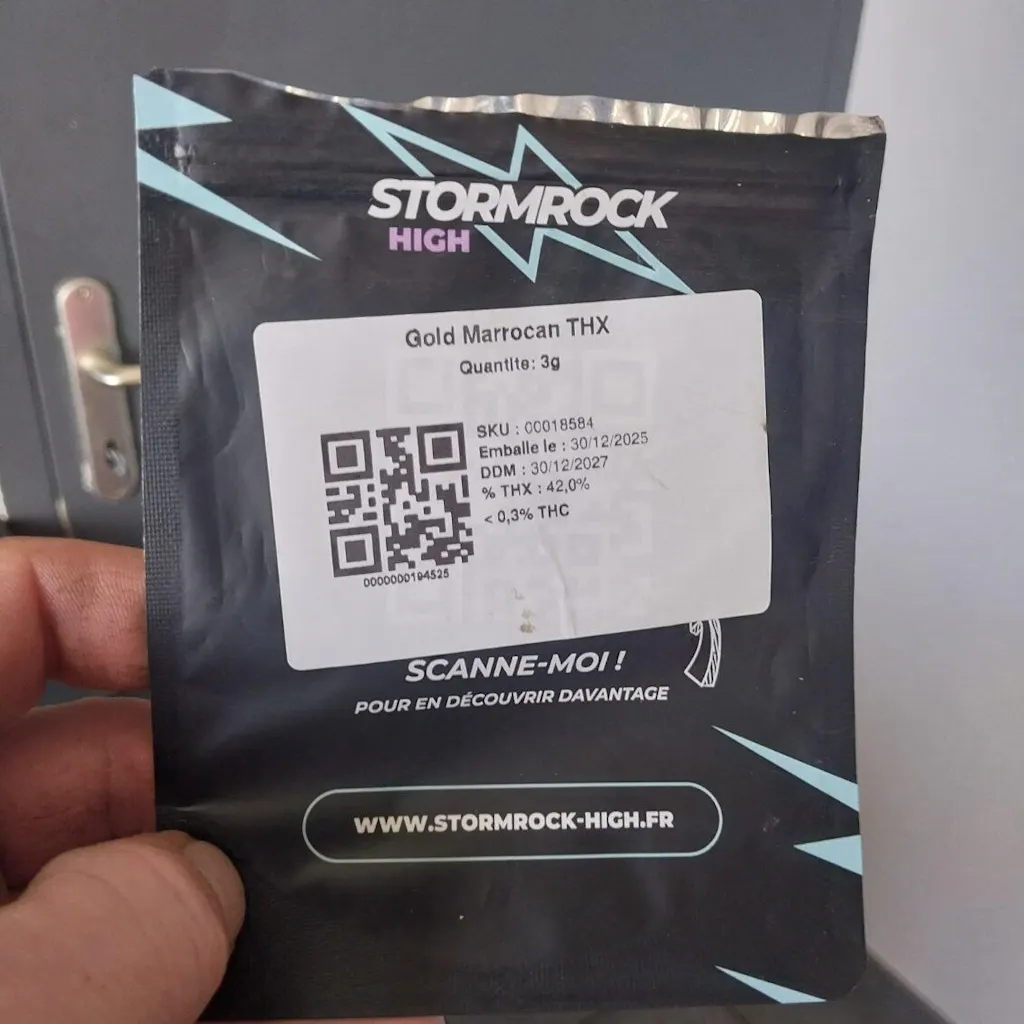 STORMROCK
HIGH
Gold Marrocan THX
Quantite: 3g
SKU : 00018584
Emballe le : 30/12/2025
DDM : 30/12/2027
% THX : 42,0%
< 0,3% THC
0000000194525
SCANNE-MOI !
POUR EN DÉCOUVRIR DAVANTAGE
WWW.STORMROCK-HIGH.FR